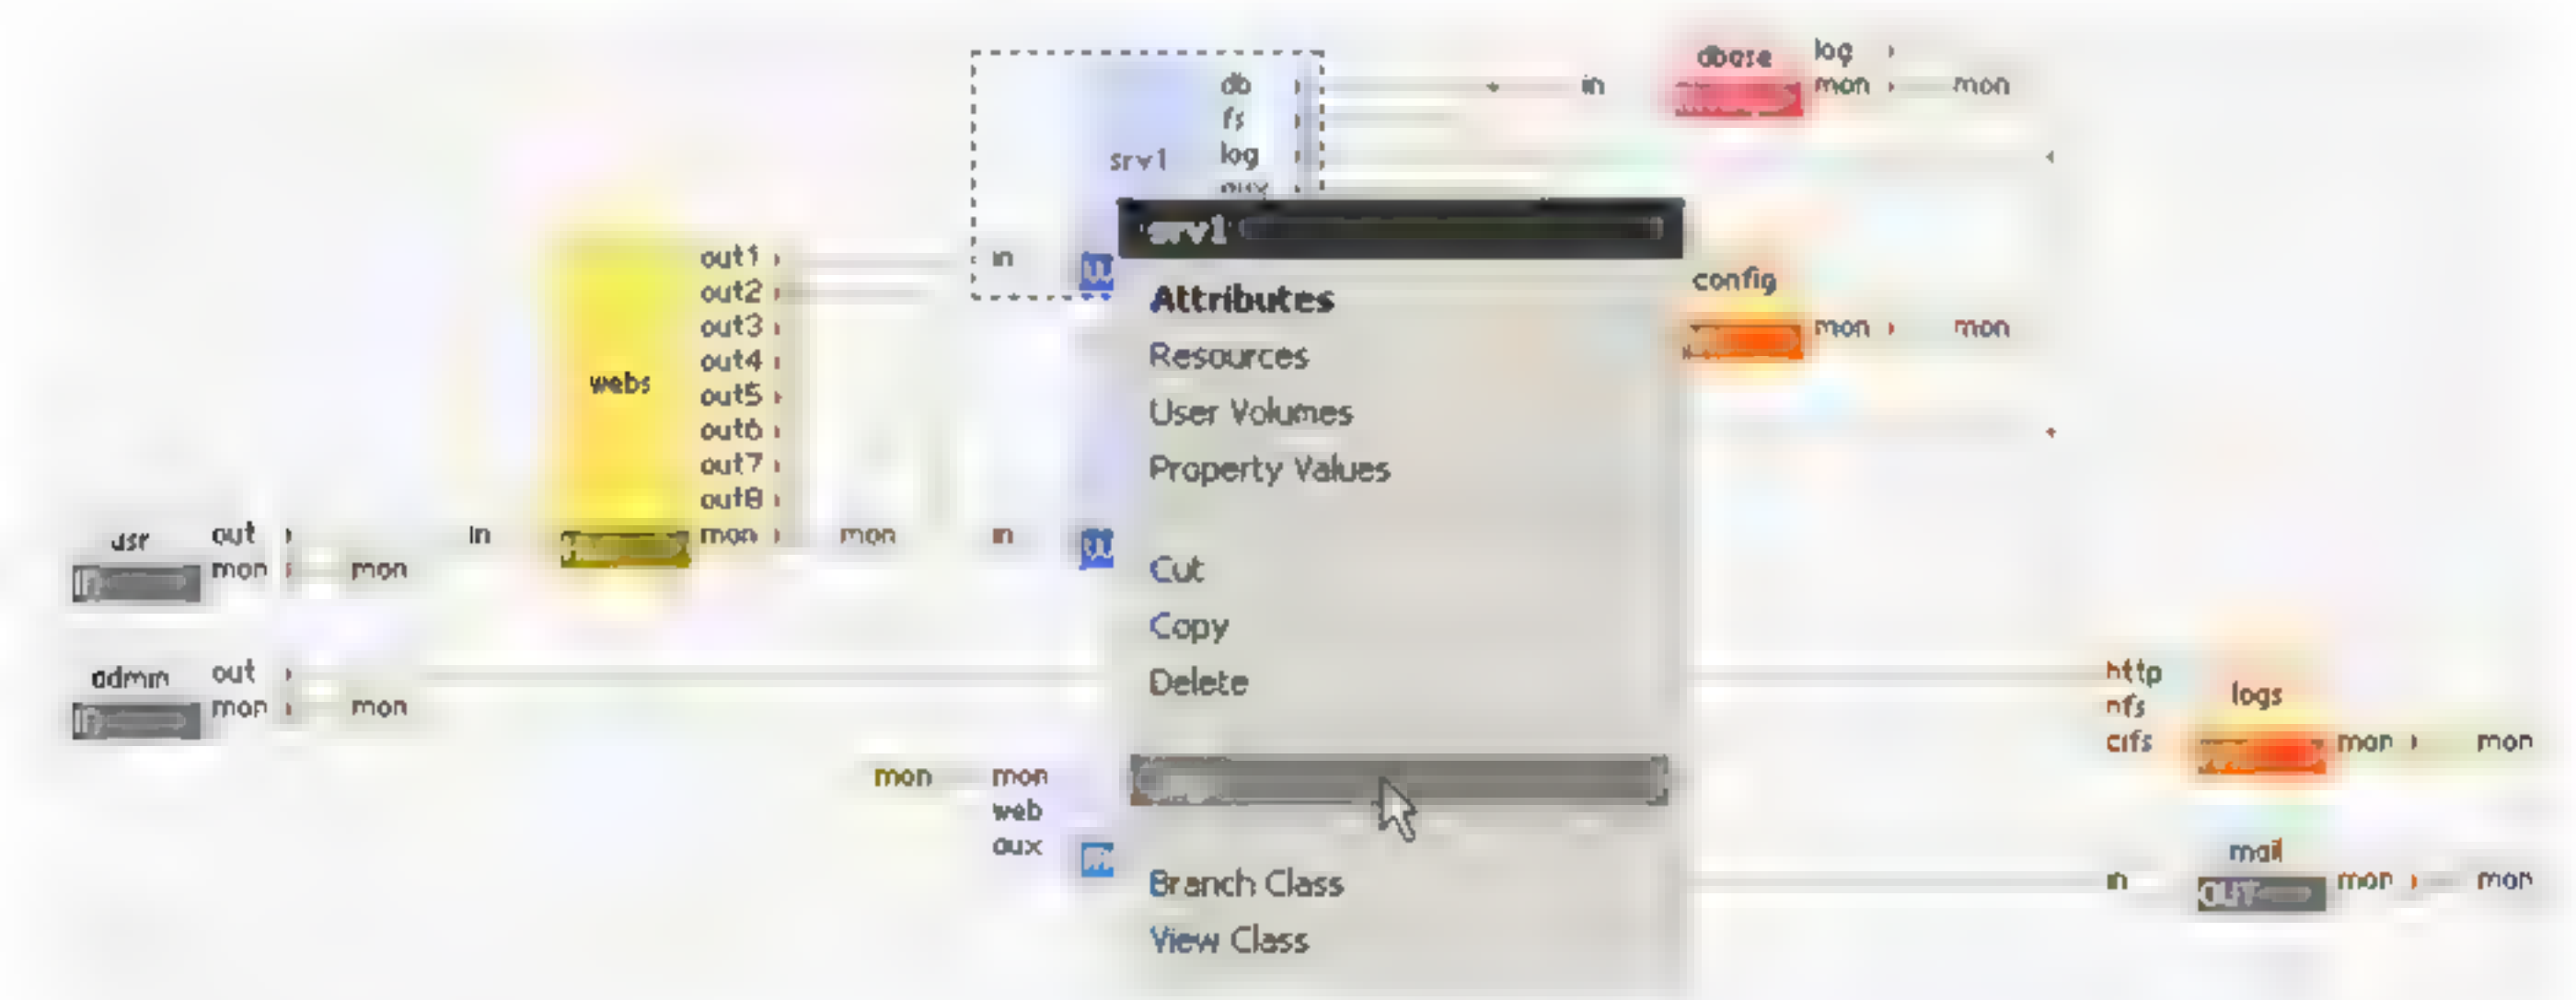 dbase
log
mon
mon
db
fs
log
aux
srv1
in
in
srv1
Attributes
Resources
User Volumes
Property Values
Cut
Copy
Delete
Branch Class
View Class
config
mon
mon
out1
out2
out3
out4
out5
out6
out7
out8
mon
mon
webs
in
in
usr
out
mon
mon
admin
out
mon
mon
mon
mon
web
aux
http
nfs
cifs
logs
mon
mon
in
mail
OUT
mon
mon